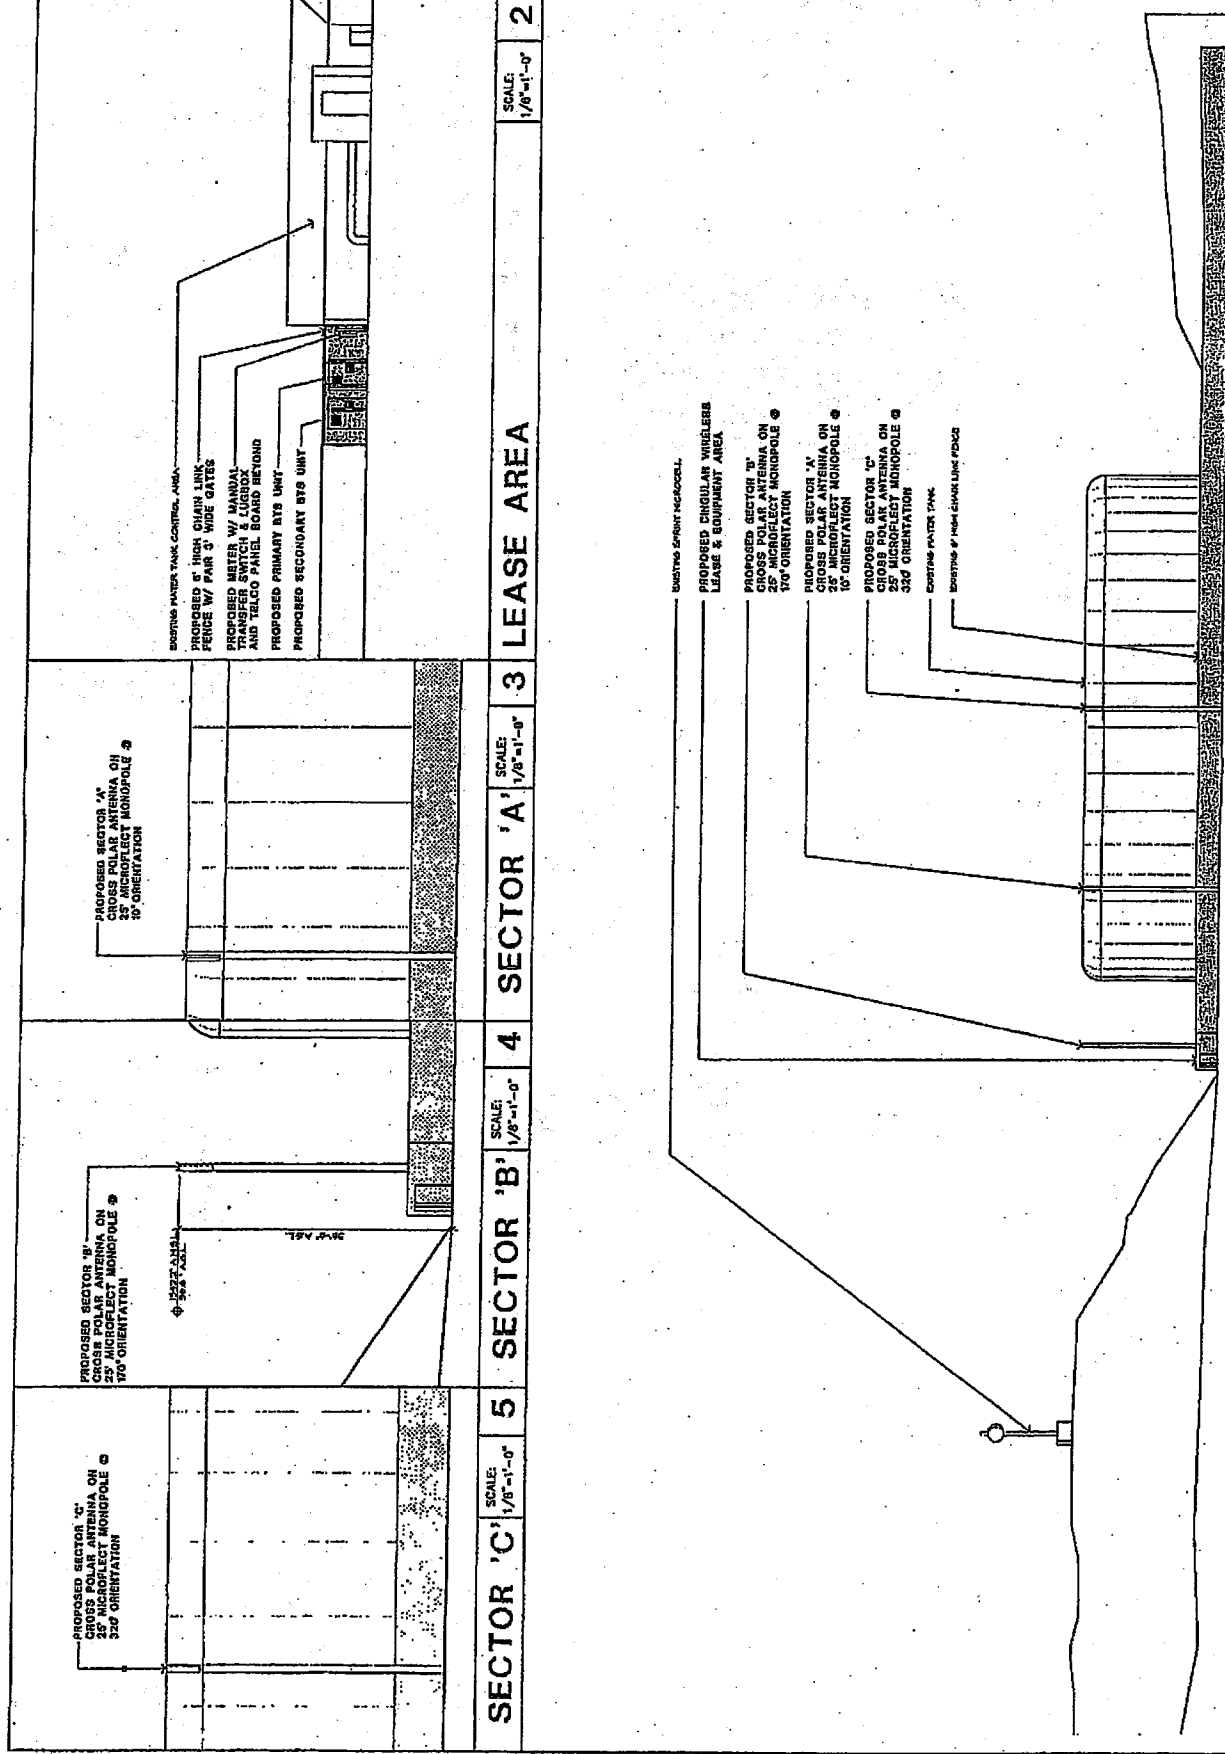 PROPOSED SECTOR 'C'
CROSS POLAR ANTENNA ON
25' MICROFLECT MONOPOLE @
320° ORIENTATION
SECTOR 'C'
SCALE:
1/8"=1'-0"
5
PROPOSED SECTOR 'B'
CROSS POLAR ANTENNA ON
25' MICROFLECT MONOPOLE @
170° ORIENTATION
SECTOR 'B'
SCALE:
1/8"=1'-0"
4
PROPOSED SECTOR 'A'
CROSS POLAR ANTENNA ON
25' MICROFLECT MONOPOLE @
10° ORIENTATION
SECTOR 'A'
SCALE:
1/8"=1'-0"
3
EXISTING WATER TANK CONTROL AREA
PROPOSED 6' HIGH CHAIN LINK
FENCE W/ PAIR 3' WIDE GATES
PROPOSED METER W/ MANUAL
TRANSFER SWITCH & LUGBOX
AND TELCO PANEL BOARD BEYOND
PROPOSED PRIMARY BTS UNIT
PROPOSED SECONDARY BTS UNIT
LEASE AREA
SCALE:
1/8"=1'-0"
2
EXISTING SPRINT MICROCELL
PROPOSED CINGULAR WIRELESS
LEASE & EQUIPMENT AREA
PROPOSED SECTOR 'B'
CROSS POLAR ANTENNA ON
25' MICROFLECT MONOPOLE @
170° ORIENTATION
PROPOSED SECTOR 'A'
CROSS POLAR ANTENNA ON
25' MICROFLECT MONOPOLE @
10° ORIENTATION
PROPOSED SECTOR 'C'
CROSS POLAR ANTENNA ON
25' MICROFLECT MONOPOLE @
320° ORIENTATION
EXISTING WATER TANK
EXISTING HIGH CHAIN LINK FENCE